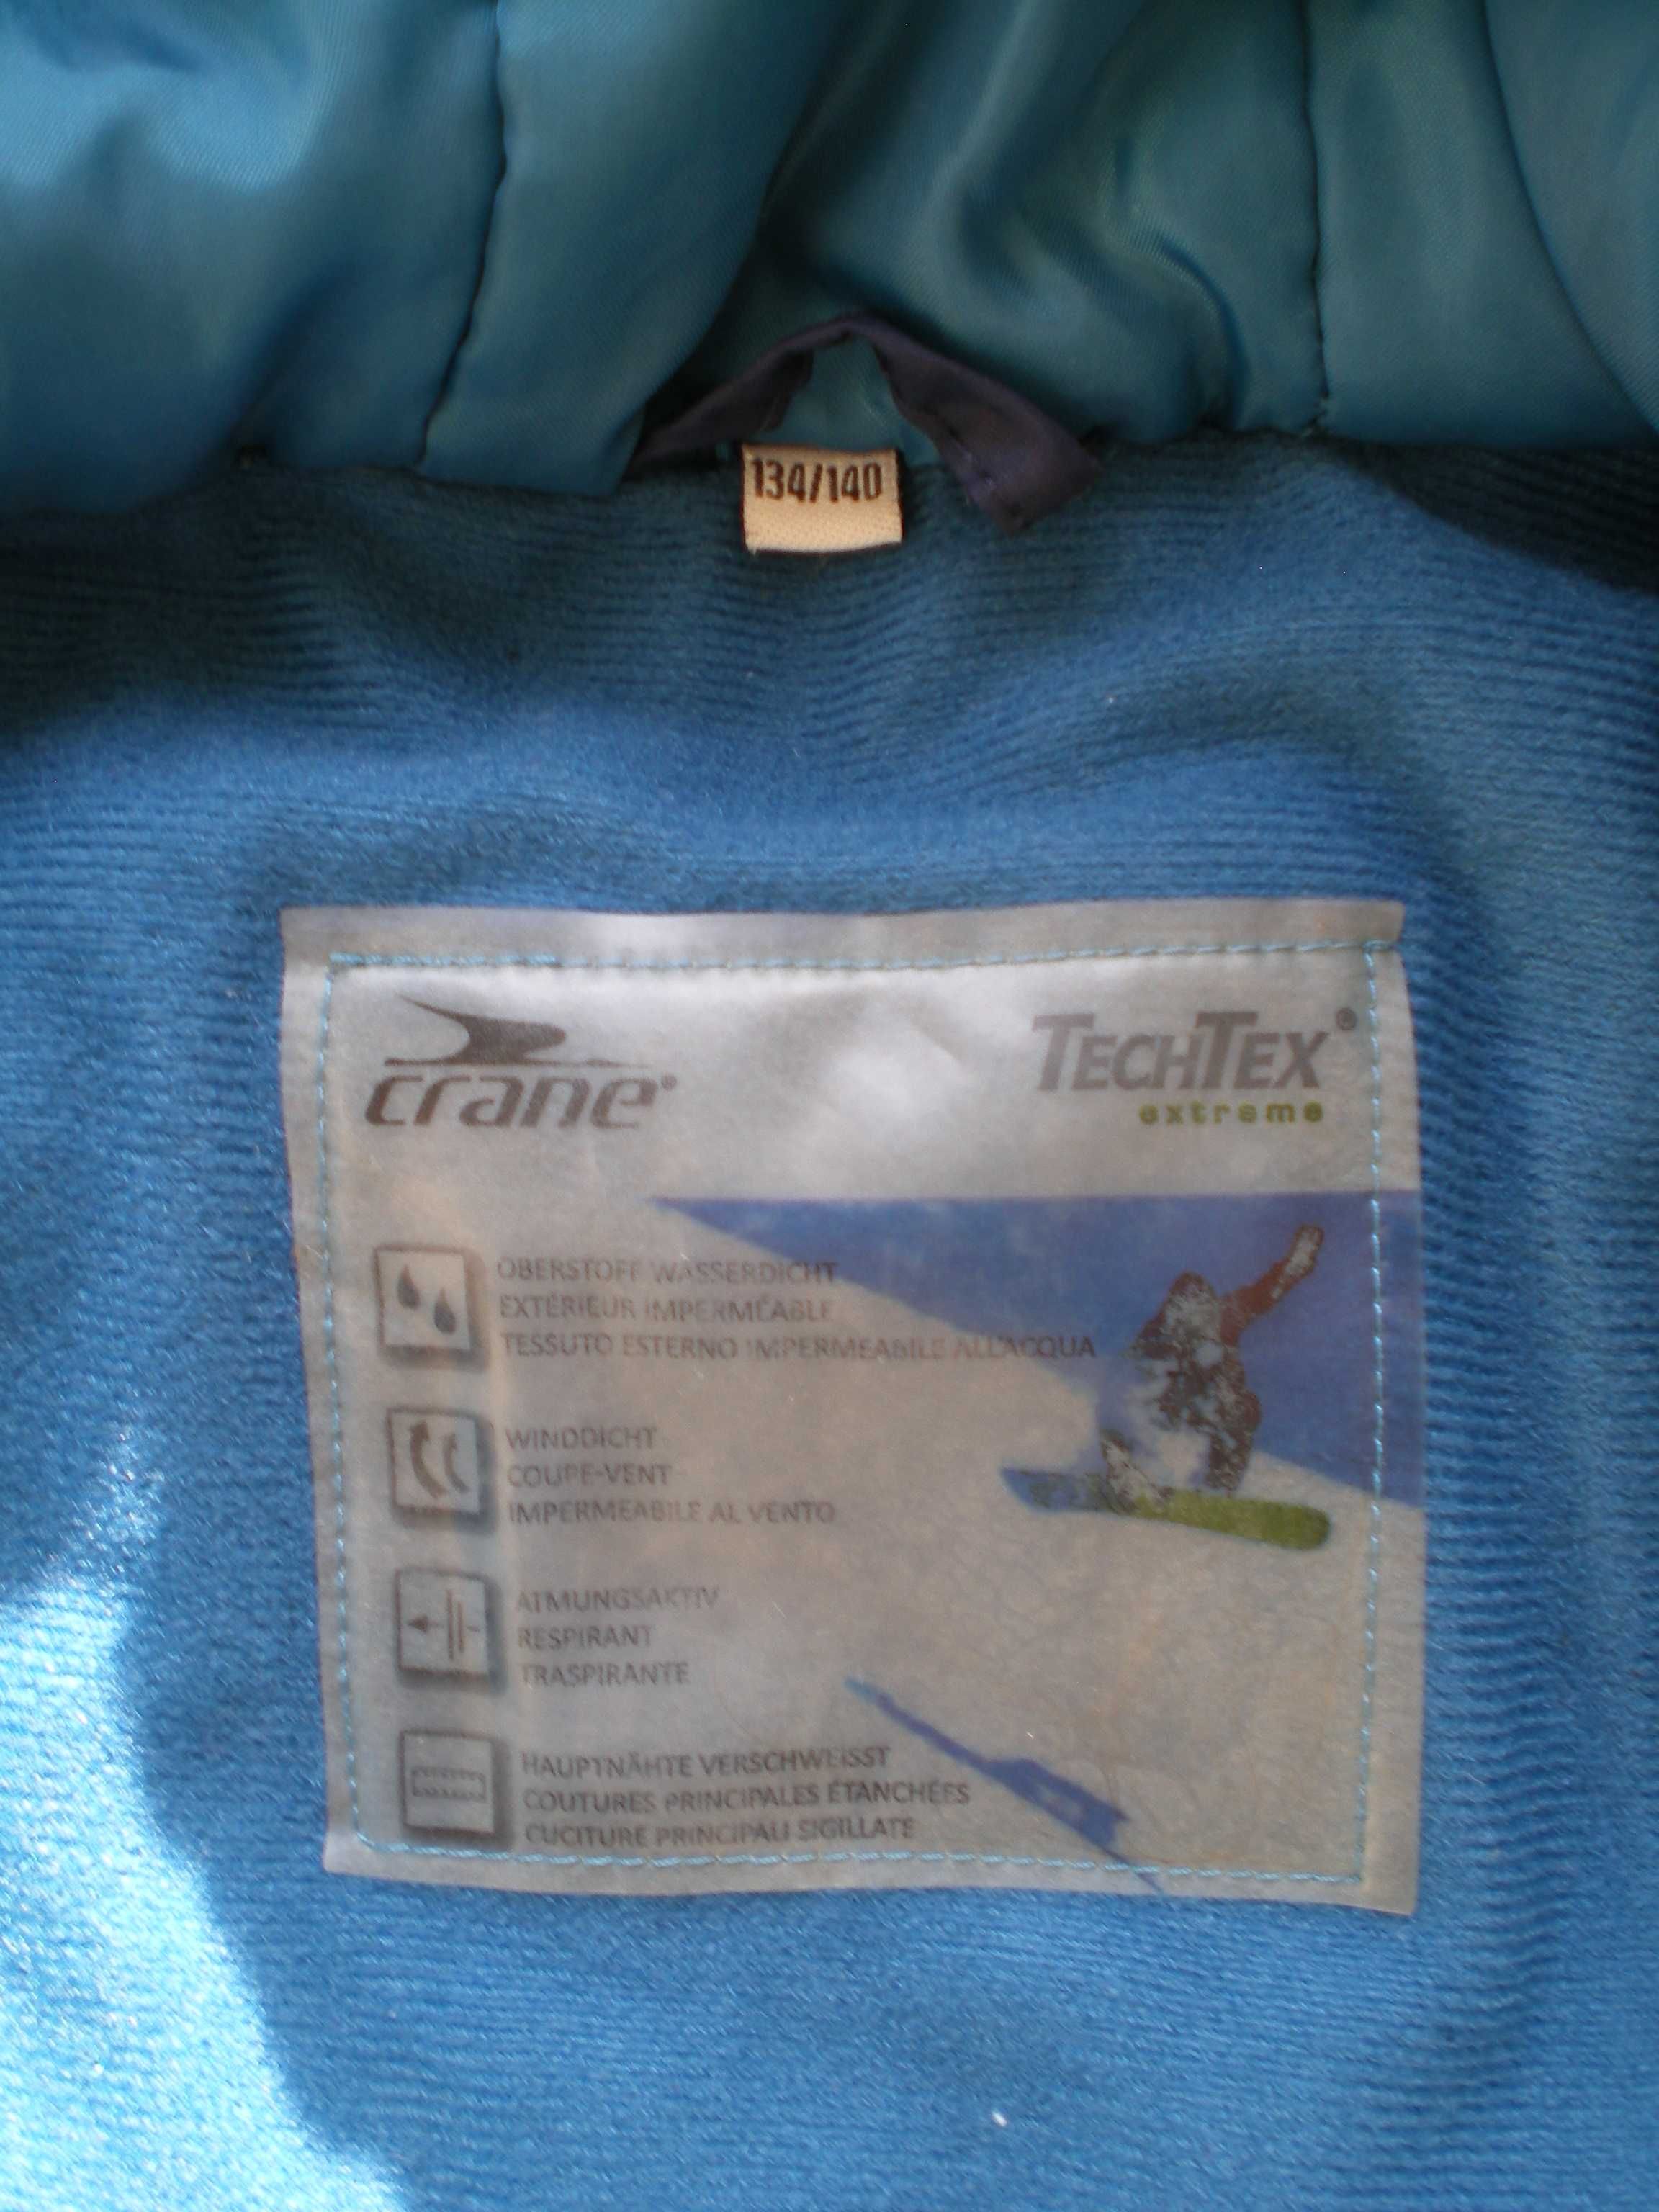 134/140
crane®
TECHTEX®
extreme
OBERSTOFF WASSERDICHT
EXTÉRIEUR IMPERMÉABLE
TESSUTO ESTERNO IMPERMEABILE ALL'ACQUA
WINDDICHT
COUPE-VENT
IMPERMEABILE AL VENTO
ATMUNGSAKTIV
RESPIRANT
TRASPIRANTE
HAUPTNÄHTE VERSCHWEISST
COUTURES PRINCIPALES ÉTANCHÉES
CUCITURE PRINCIPALI SIGILLATE